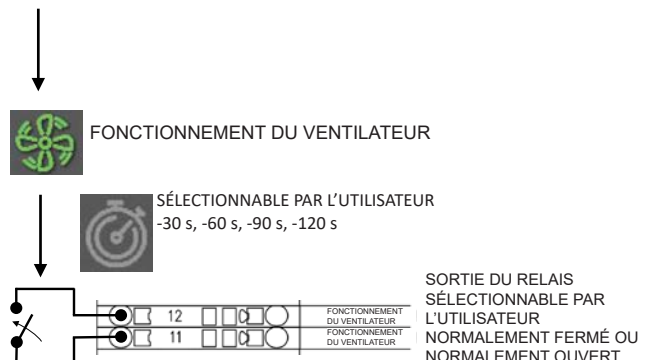 FONCTIONNEMENT DU VENTILATEUR
SÉLECTIONNABLE PAR L'UTILISATEUR
-30 s, -60 s, -90 s, -120 s
12
FONCTIONNEMENT
DU VENTILATEUR
11
FONCTIONNEMENT
DU VENTILATEUR
SORTIE DU RELAIS
SÉLECTIONNABLE PAR
L'UTILISATEUR
NORMALEMENT FERMÉ OU
NORMALEMENT OUVERT